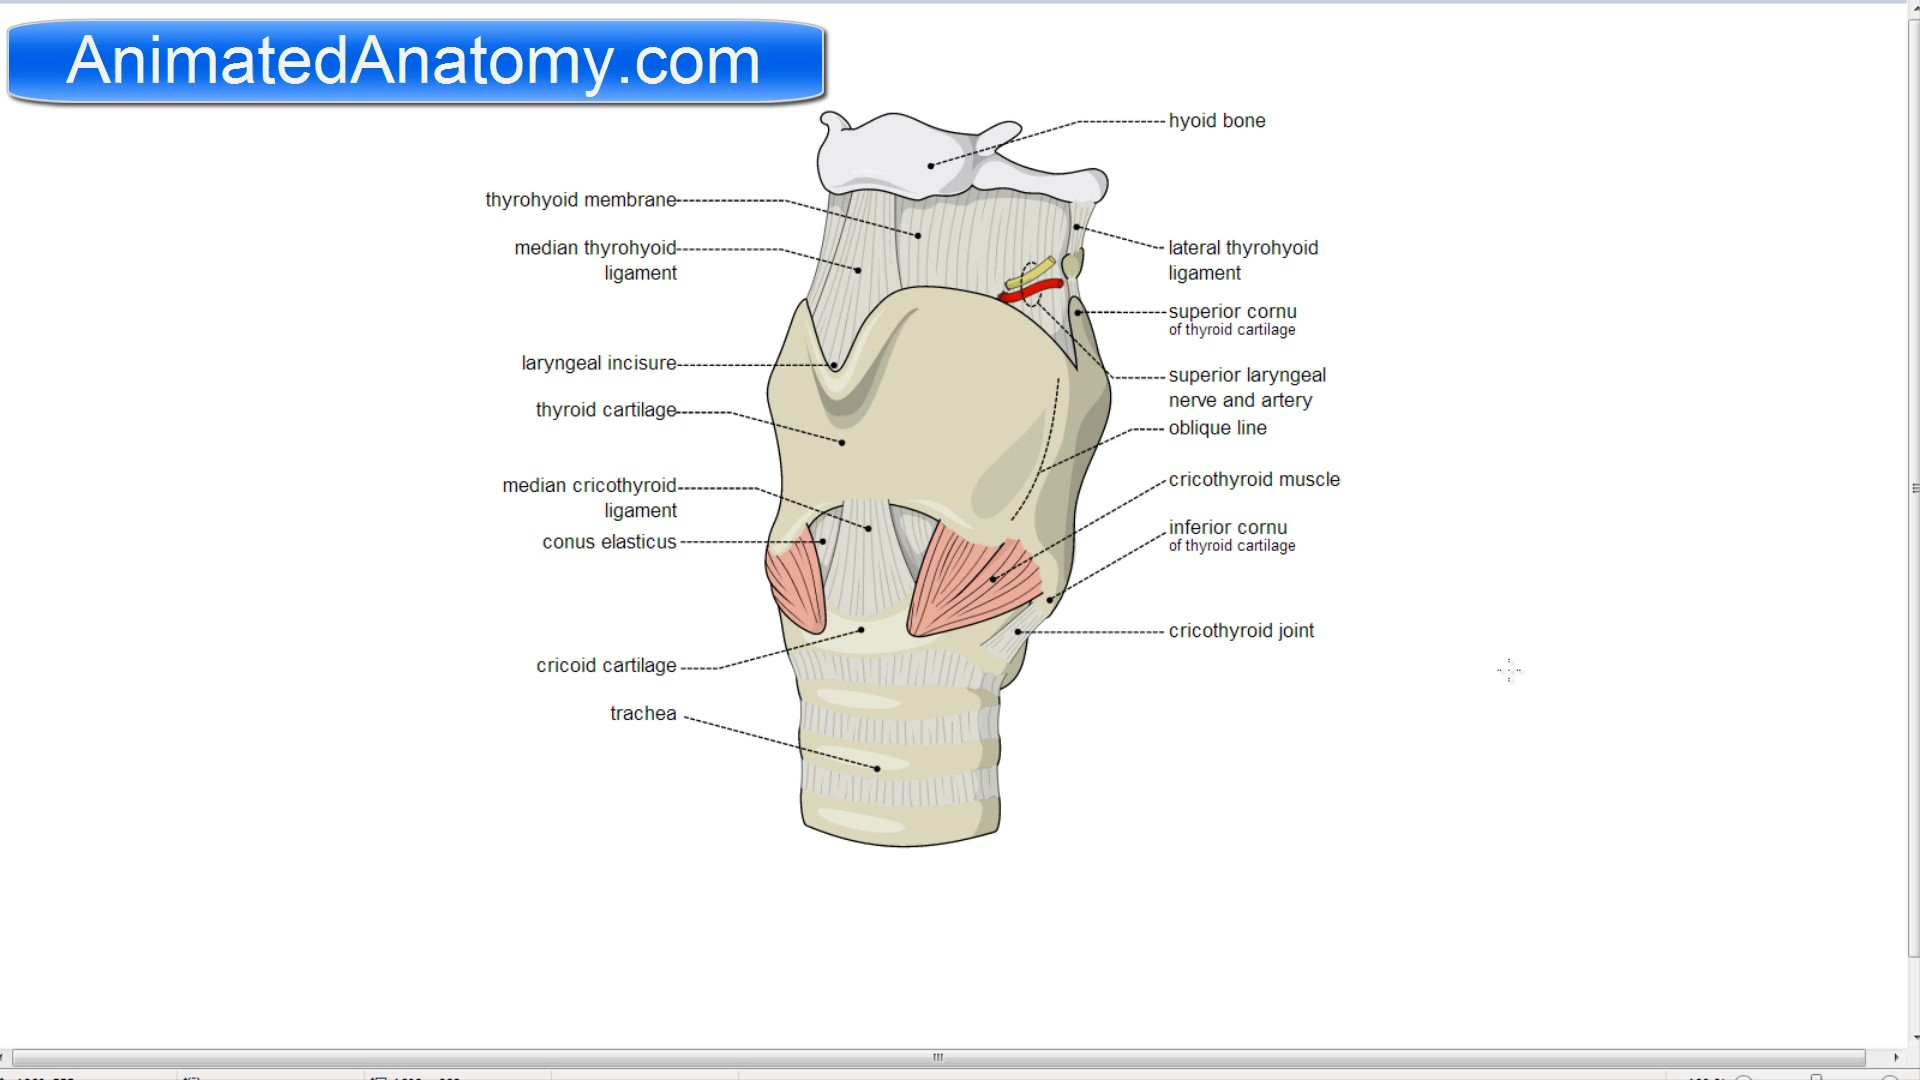 AnimatedAnatomy.com
hyoid bone
thyrohyoid membrane
median thyrohyoid
ligament
lateral thyrohyoid
ligament
superior cornu
of thyroid cartilage
laryngeal incisure
superior laryngeal
nerve and artery
thyroid cartilage
oblique line
median cricothyroid
ligament
cricothyroid muscle
conus elasticus
inferior cornu
of thyroid cartilage
cricothyroid joint
cricoid cartilage
trachea